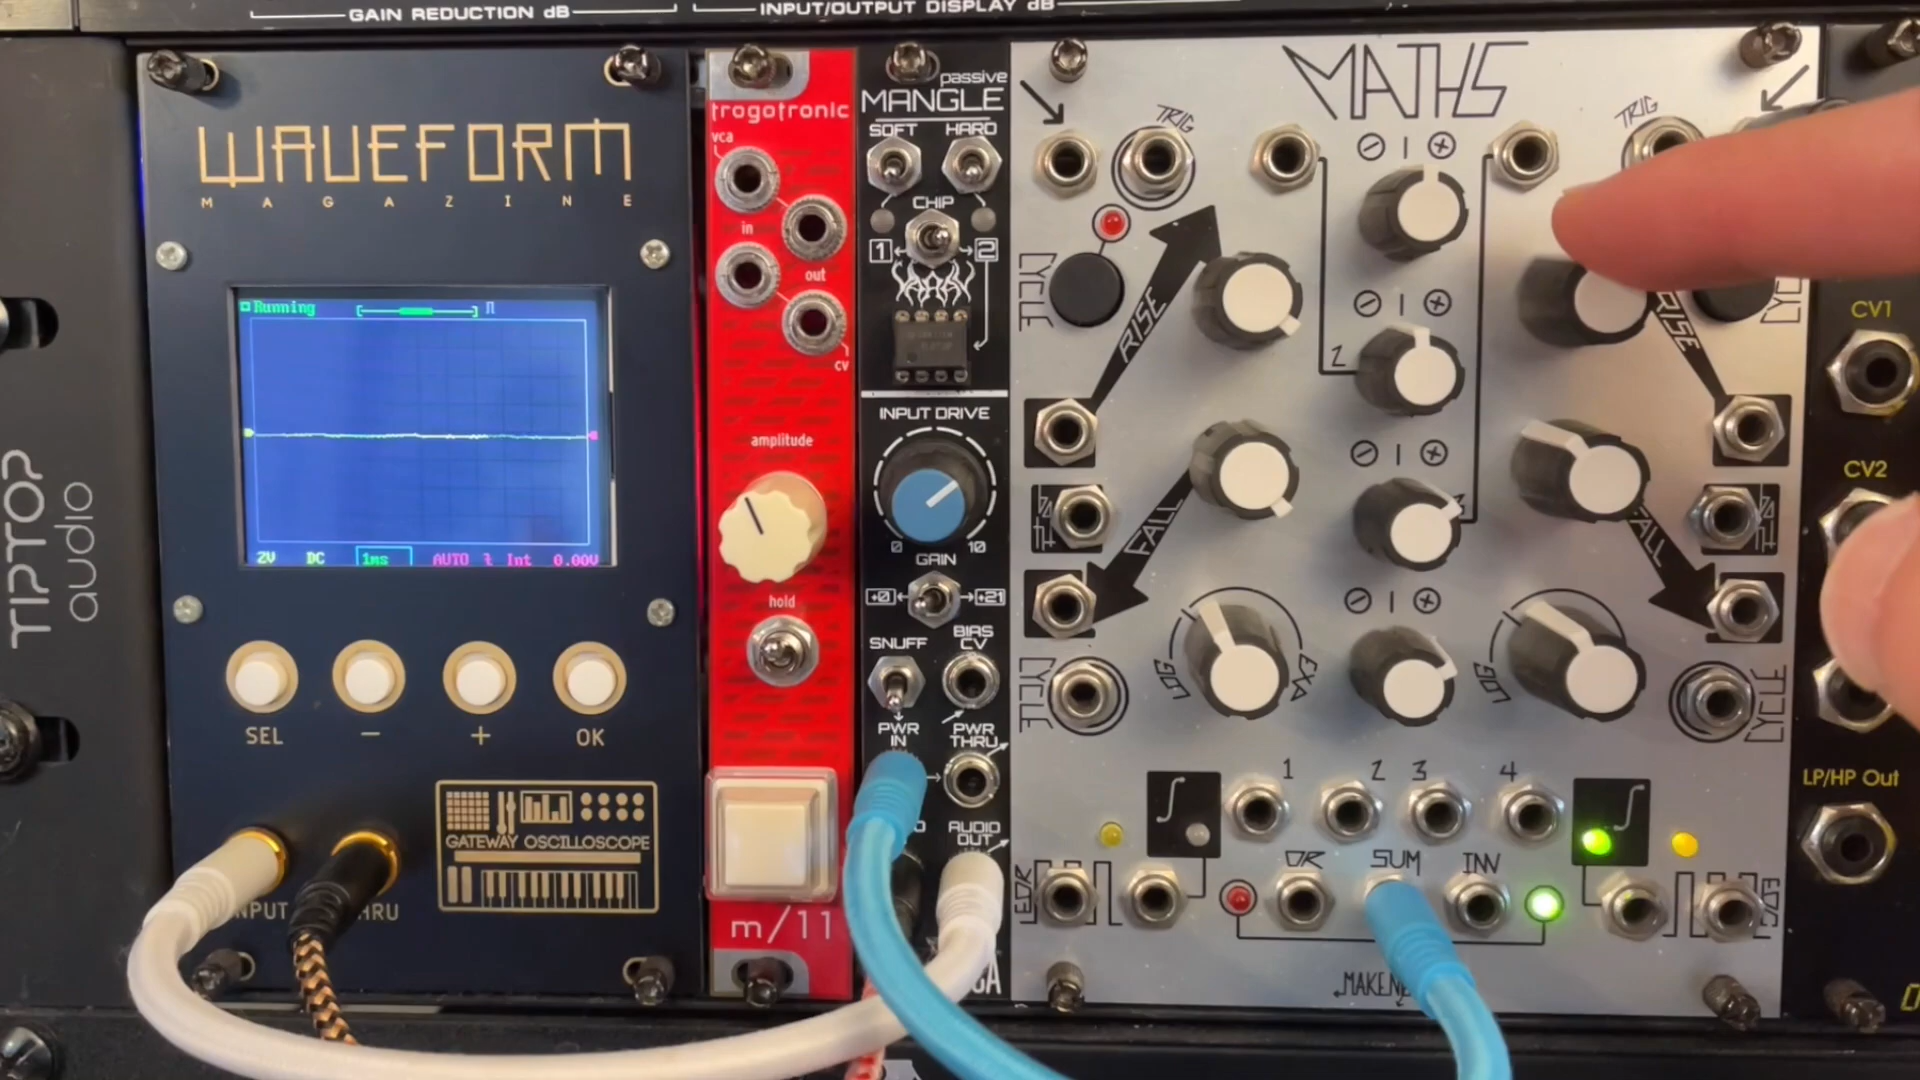 GAIN REDUCTION dB
INPUT/OUTPUT DISPLAY dB
TIPTOP
audio
WAVEFORM
MAGAZINE
Running
2V DC 1ms AUTO Int 0.00V
SEL − + OK
INPUT
GATEWAY OSCILLOSCOPE
trogotronic
vca
in
out
cv
amplitude
hold
m/11
passive
MANGLE
SOFT HARD
CHIP
1 2
INPUT DRIVE
0 10
GAIN
+0 +21
SNUFF
BIAS
CV
PWR
IN
PWR
THRU
AUDIO
OUT
MATHS
TRIG
TRIG
CYCLE
RISE
RISE
FALL
FALL
LOG
EXP
LOG
CYCLE
CYCLE
1 2 3 4
OR SUM INV
EOR
CV1
CV2
LP/HP Out